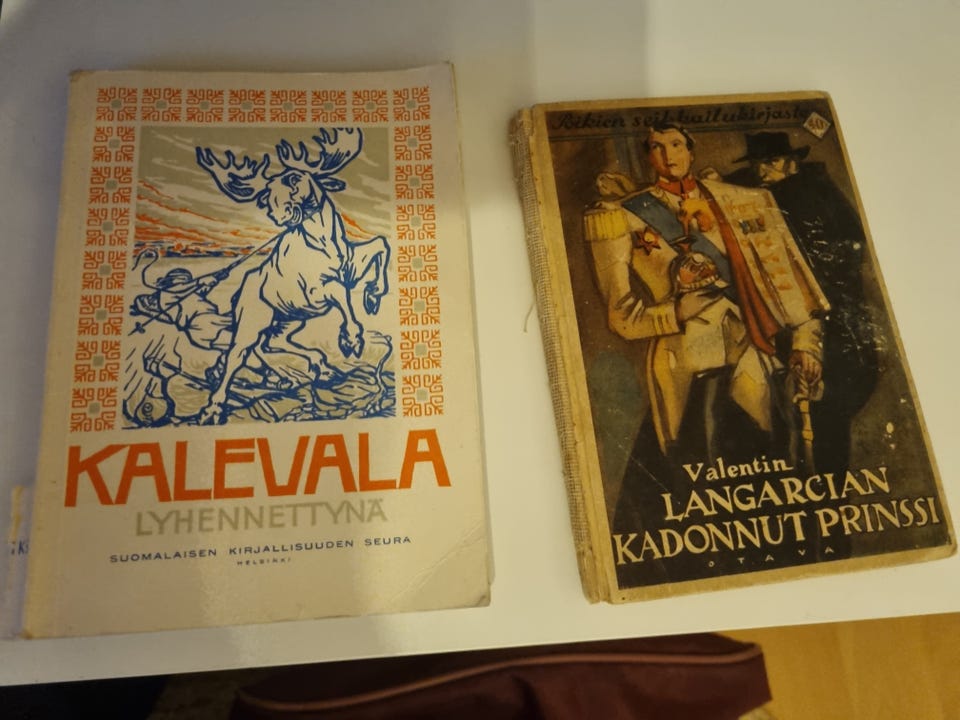 KALEVALA
LYHENNETTYNÄ
SUOMALAISEN KIRJALLISUUDEN SEURA
HELSINKI
Poikien seikkailukirjasto
Valentin
LANGARCIAN
KADONNUT PRINSSI
OTAVA